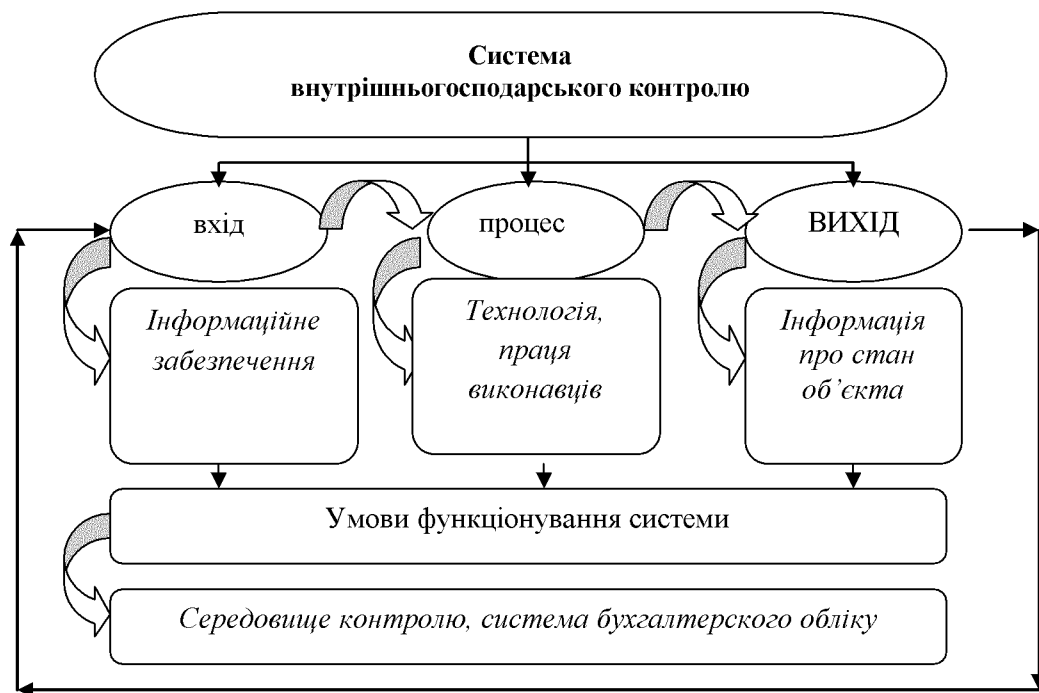 Система
внутрішньогосподарського контролю
вхід
процес
ВИХІД
Інформаційне
забезпечення
Технологія,
праця
виконавців
Інформація
про стан
об’єкта
Умови функціонування системи
Середовище контролю, система бухгалтерского обліку